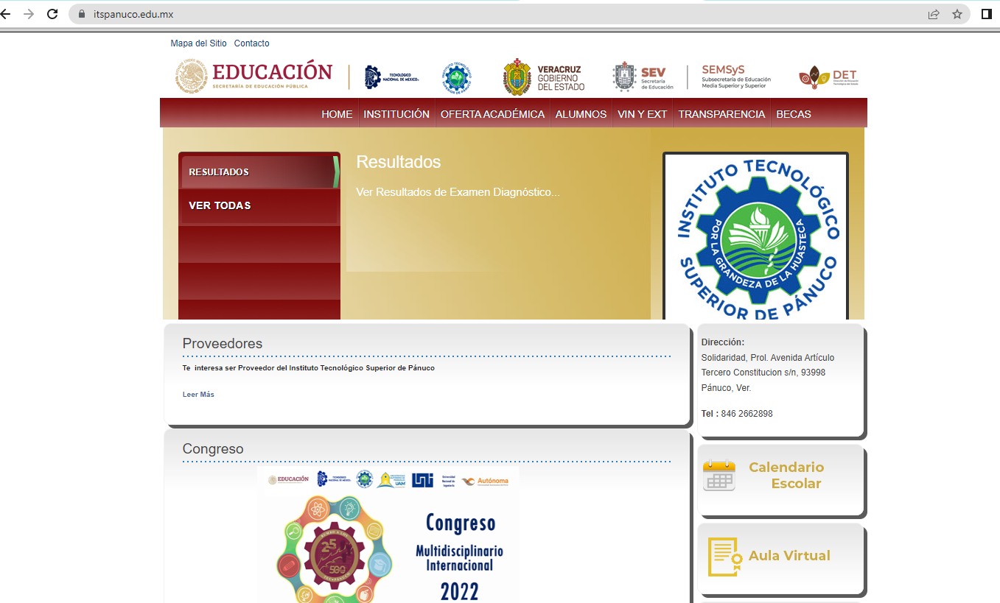 itspanuco.edu.mx
Mapa del Sitio Contacto
EDUCACIÓN
SECRETARÍA DE EDUCACIÓN PÚBLICA
TECNOLÓGICO
NACIONAL DE MÉXICO
VERACRUZ
GOBIERNO
DEL ESTADO
SEV
Secretaría
de Educación
SEMSyS
Subsecretaría de Educación
Media Superior y Superior
DET
HOME INSTITUCIÓN OFERTA ACADÉMICA ALUMNOS VIN Y EXT TRANSPARENCIA BECAS
RESULTADOS
VER TODAS
Resultados
Ver Resultados de Examen Diagnóstico...
INSTITUTO TECNOLÓGICO
SUPERIOR DE PÁNUCO
POR LA GRANDEZA DE LA HUASTECA
Proveedores
Te interesa ser Proveedor del Instituto Tecnológico Superior de Pánuco
Leer Más
Dirección:
Solidaridad, Prol. Avenida Artículo
Tercero Constitucion s/n, 93998
Pánuco, Ver.
Tel : 846 2662898
Congreso
EDUCACIÓN
UAM
Autónoma
Congreso
Multidisciplinario
Internacional
2022
25
500
Calendario
Escolar
Aula Virtual